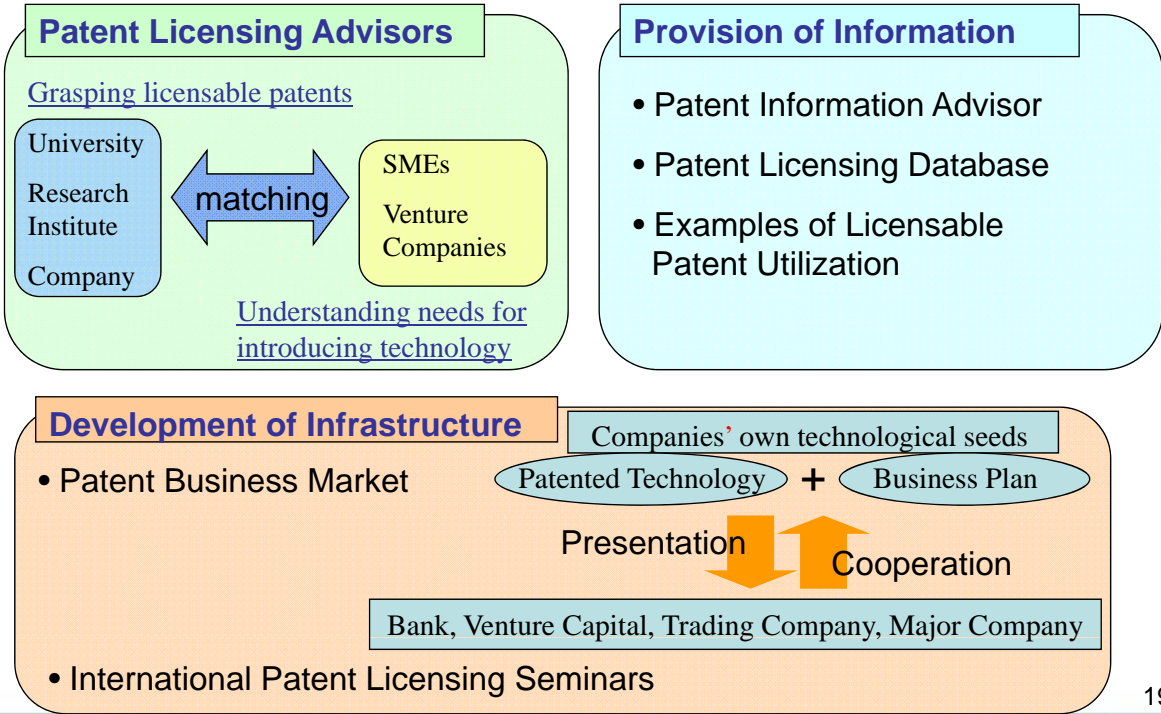 Patent Licensing Advisors
Grasping licensable patents
University
Research
Institute
Company
matching
SMEs
Venture
Companies
Understanding needs for
introducing technology
Provision of Information
• Patent Information Advisor
• Patent Licensing Database
• Examples of Licensable
Patent Utilization
Development of Infrastructure
• Patent Business Market
Companies’ own technological seeds
Patented Technology + Business Plan
Presentation
Cooperation
Bank, Venture Capital, Trading Company, Major Company
• International Patent Licensing Seminars
19